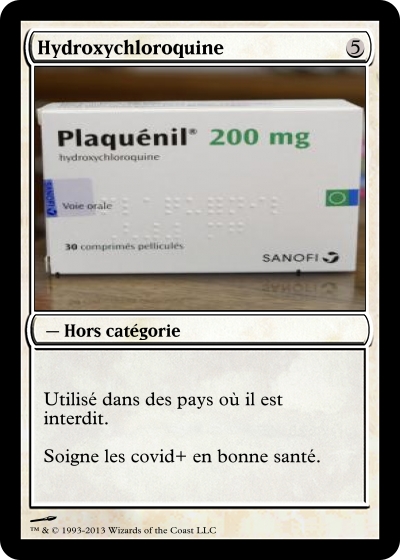 Hydroxychloroquine 5
Plaquénil® 200 mg
hydroxychloroquine
Voie orale
30 comprimés pelliculés
SANOFI
— Hors catégorie
Utilisé dans des pays où il est
interdit.
Soigne les covid+ en bonne santé.
™ & © 1993-2013 Wizards of the Coast LLC